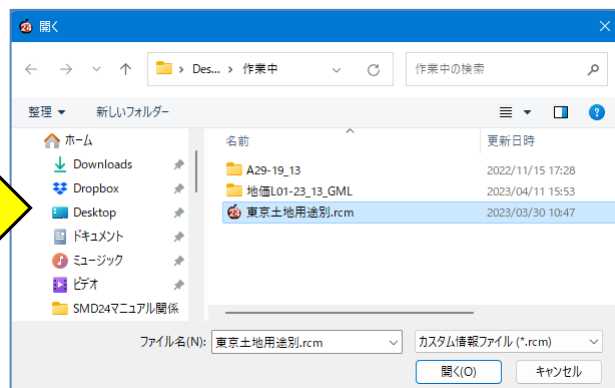 開く
Des... › 作業中
作業中の検索
整理
新しいフォルダー
ホーム
Downloads
Dropbox
Desktop
ドキュメント
ミュージック
ビデオ
SMD24マニュアル関係
名前 更新日時
A29-19_13 2022/11/15 17:28
地価L01-23_13_GML 2023/04/11 15:53
東京土地用途別.rcm 2023/03/30 10:47
ファイル名(N): 東京土地用途別.rcm カスタム情報ファイル (*.rcm)
開く(O) キャンセル